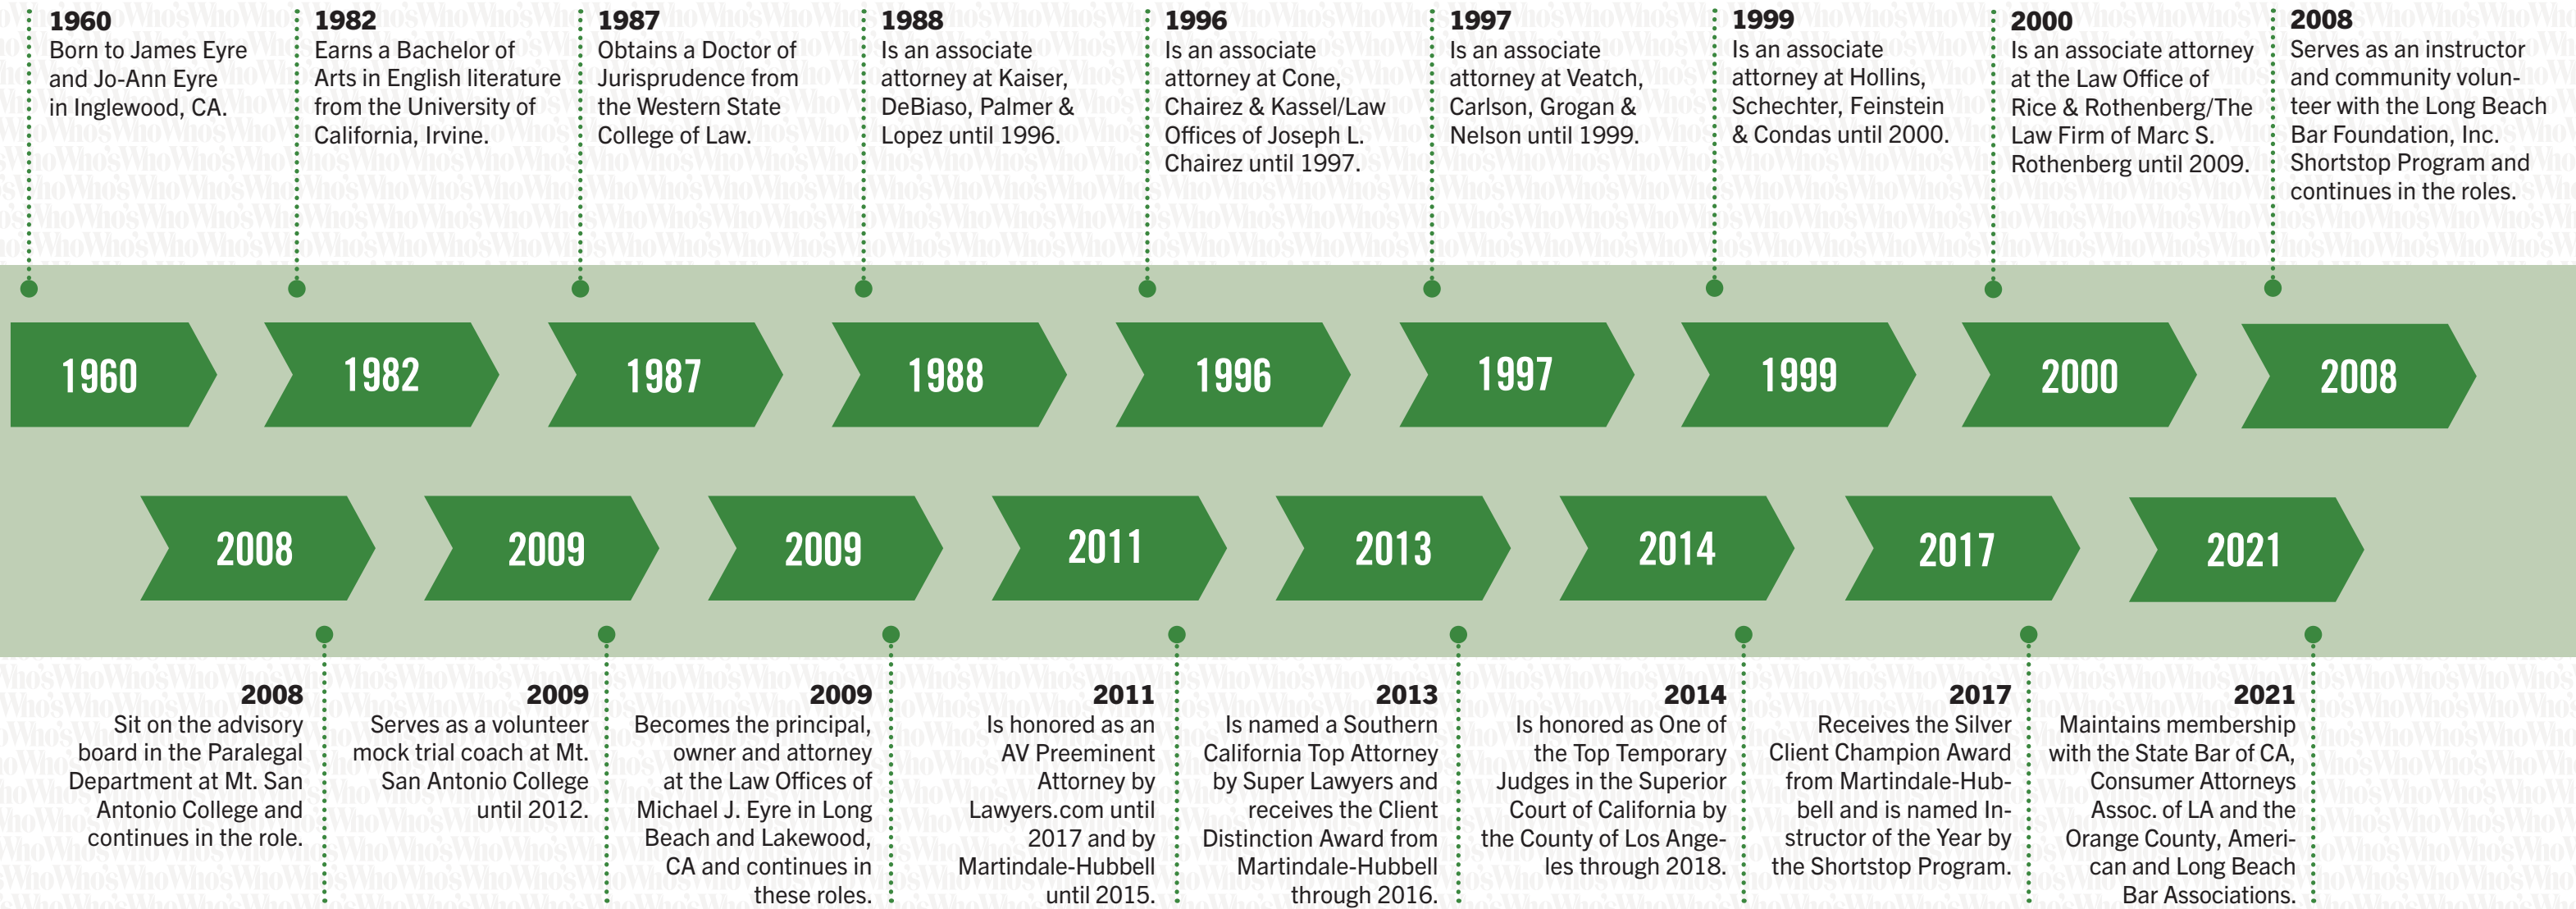 1960
Born to James Eyre
and Jo-Ann Eyre
in Inglewood, CA.
1982
Earns a Bachelor of
Arts in English literature
from the University of
California, Irvine.
1987
Obtains a Doctor of
Jurisprudence from
the Western State
College of Law.
1988
Is an associate
attorney at Kaiser,
DeBiaso, Palmer &
Lopez until 1996.
1996
Is an associate
attorney at Cone,
Chairez & Kassel/Law
Offices of Joseph L.
Chairez until 1997.
1997
Is an associate
attorney at Veatch,
Carlson, Grogan &
Nelson until 1999.
1999
Is an associate
attorney at Hollins,
Schechter, Feinstein
& Condas until 2000.
2000
Is an associate attorney
at the Law Office of
Rice & Rothenberg/The
Law Firm of Marc S.
Rothenberg until 2009.
2008
Serves as an instructor
and community volun-
teer with the Long Beach
Bar Foundation, Inc.
Shortstop Program and
continues in the roles.
1960
1982
1987
1988
1996
1997
1999
2000
2008
2008
2009
2009
2011
2013
2014
2017
2021
2008
Sit on the advisory
board in the Paralegal
Department at Mt. San
Antonio College and
continues in the role.
2009
Serves as a volunteer
mock trial coach at Mt.
San Antonio College
until 2012.
2009
Becomes the principal,
owner and attorney
at the Law Offices of
Michael J. Eyre in Long
Beach and Lakewood,
CA and continues in
these roles.
2011
Is honored as an
AV Preeminent
Attorney by
Lawyers.com until
2017 and by
Martindale-Hubbell
until 2015.
2013
Is named a Southern
California Top Attorney
by Super Lawyers and
receives the Client
Distinction Award from
Martindale-Hubbell
through 2016.
2014
Is honored as One of
the Top Temporary
Judges in the Superior
Court of California by
the County of Los Ange-
les through 2018.
2017
Receives the Silver
Client Champion Award
from Martindale-Hub-
bell and is named In-
structor of the Year by
the Shortstop Program.
2021
Maintains membership
with the State Bar of CA,
Consumer Attorneys
Assoc. of LA and the
Orange County, Ameri-
can and Long Beach
Bar Associations.